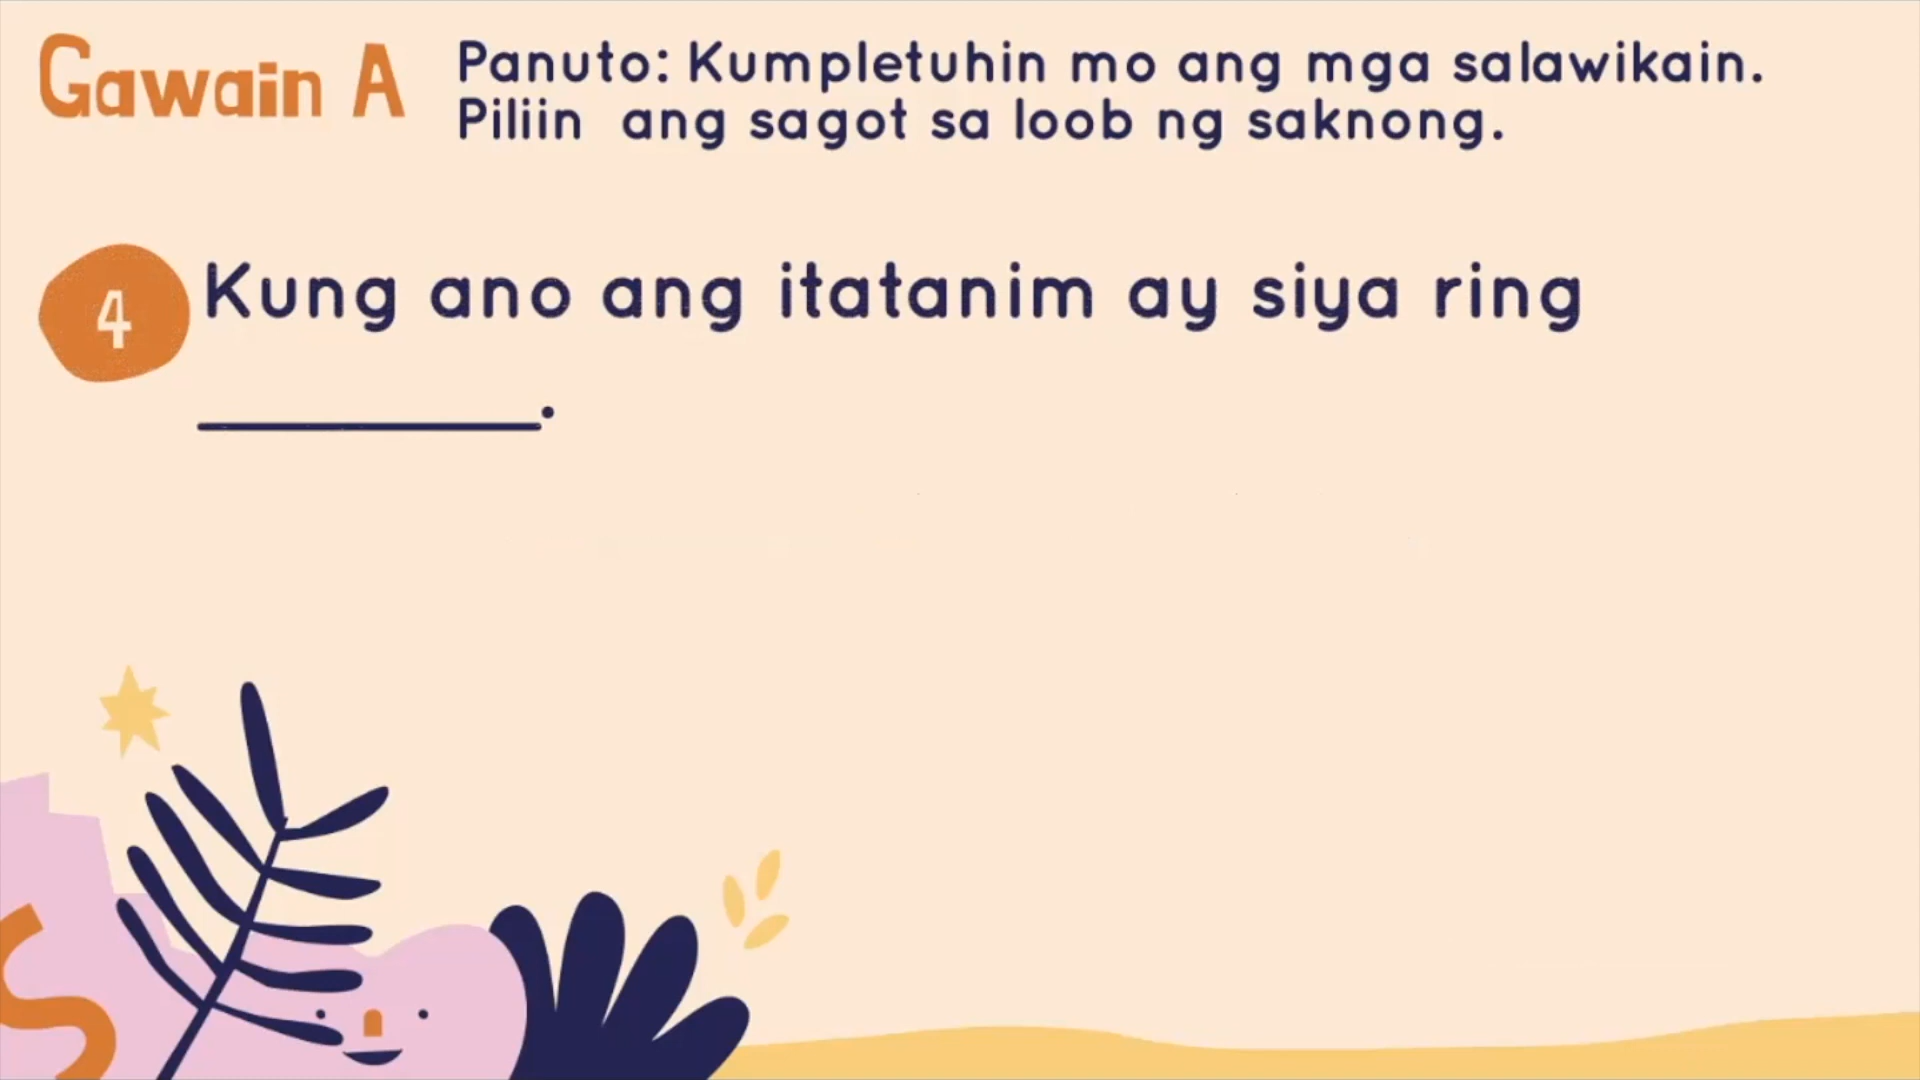 Gawain A
Panuto: Kumpletuhin mo ang mga salawikain.
Piliin ang sagot sa loob ng saknong.
4
Kung ano ang itatanim ay siya ring
__________.